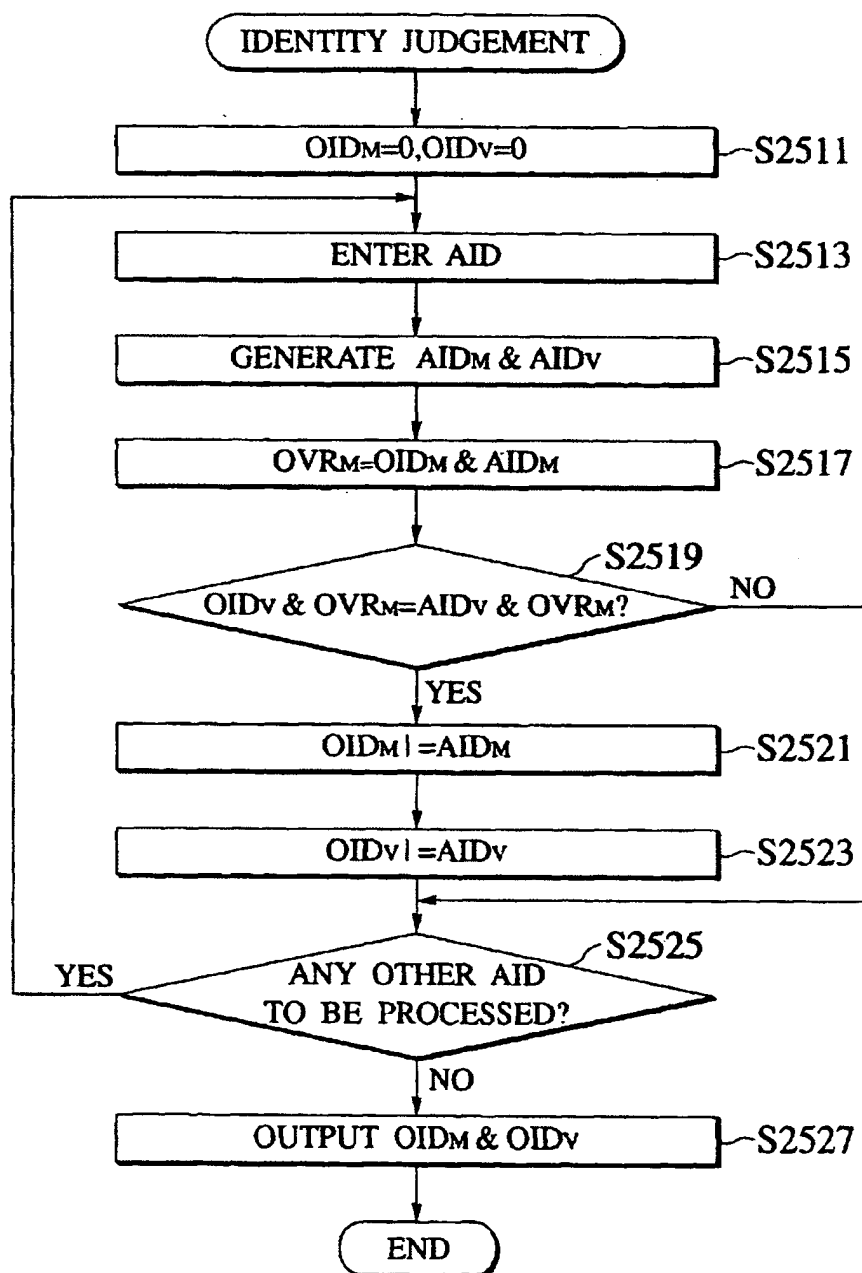 IDENTITY JUDGEMENT
OIDM=0,OIDV=0
S2511
ENTER AID
S2513
GENERATE AIDM & AIDV
S2515
OVRM=OIDM & AIDM
S2517
S2519
OIDV & OVRM=AIDV & OVRM?
NO
YES
OIDM|=AIDM
S2521
OIDV|=AIDV
S2523
S2525
YES
ANY OTHER AID
TO BE PROCESSED?
NO
OUTPUT OIDM & OIDV
S2527
END